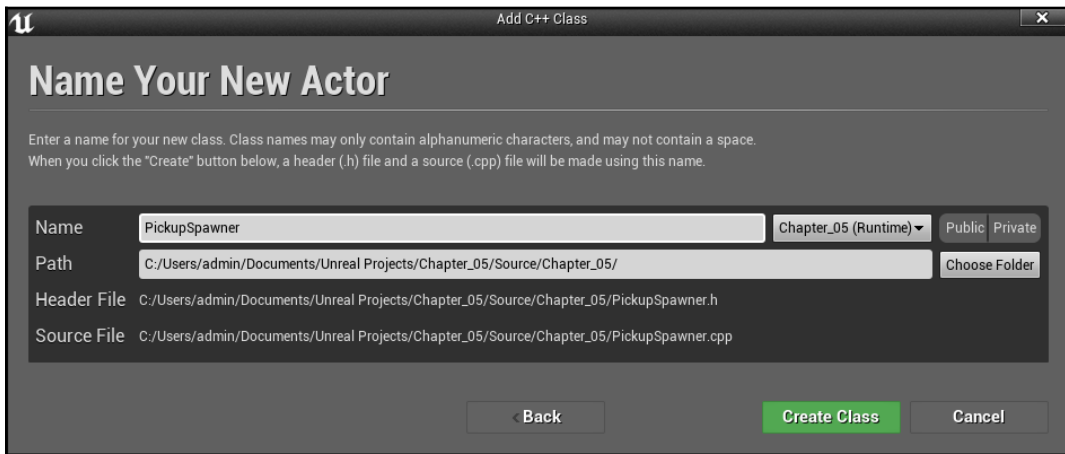 Add C++ Class
Name Your New Actor
Enter a name for your new class. Class names may only contain alphanumeric characters, and may not contain a space.
When you click the "Create" button below, a header (.h) file and a source (.cpp) file will be made using this name.
Name PickupSpawner Chapter_05 (Runtime) Public Private
Path C:/Users/admin/Documents/Unreal Projects/Chapter_05/Source/Chapter_05/ Choose Folder
Header File C:/Users/admin/Documents/Unreal Projects/Chapter_05/Source/Chapter_05/PickupSpawner.h
Source File C:/Users/admin/Documents/Unreal Projects/Chapter_05/Source/Chapter_05/PickupSpawner.cpp
Back Create Class Cancel